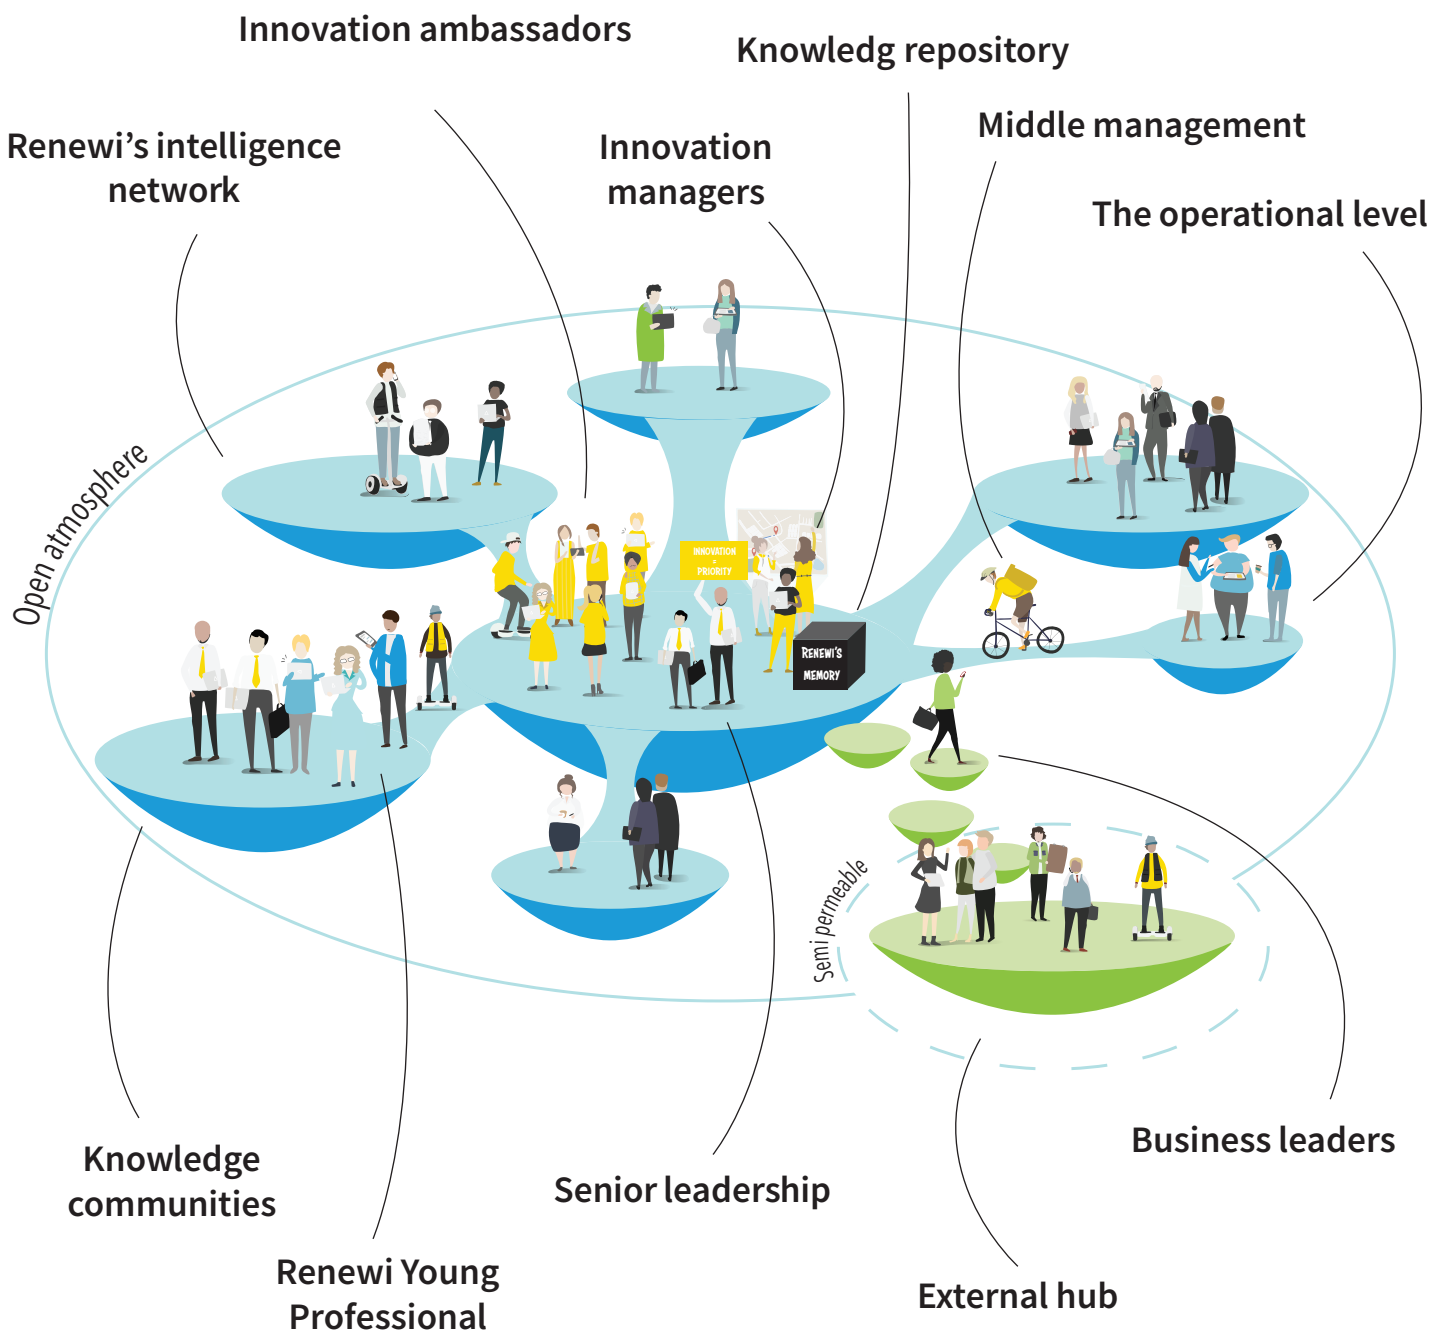 Innovation ambassadors
Knowledg repository
Middle management
Renewi’s intelligence
network
Innovation
managers
The operational level
Open atmosphere
INNOVATION
=
PRIORITY
RENEWI'S
MEMORY
Semi permeable
Business leaders
Knowledge
communities
Senior leadership
Renewi Young
Professional
External hub